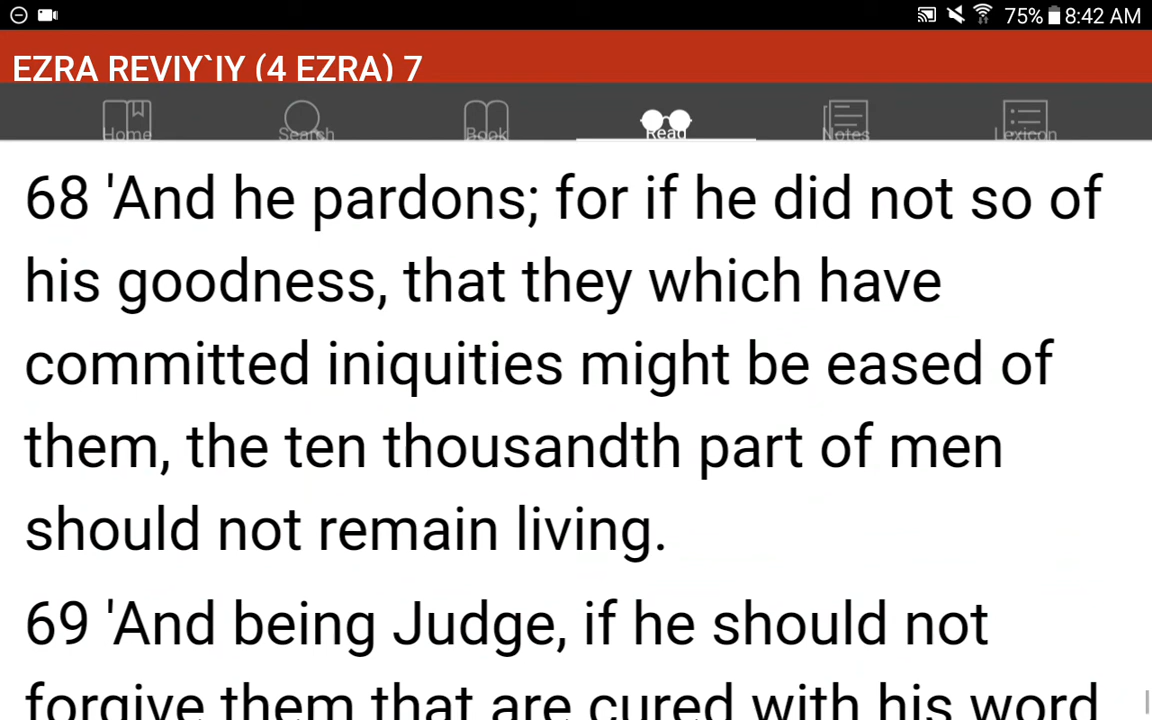 75% 8:42 AM
EZRA REVIY`IY (4 EZRA) 7
Home Search Book Read Notes Lexicon
68 'And he pardons; for if he did not so of
his goodness, that they which have
committed iniquities might be eased of
them, the ten thousandth part of men
should not remain living.
69 'And being Judge, if he should not
forgive them that are cured with his word